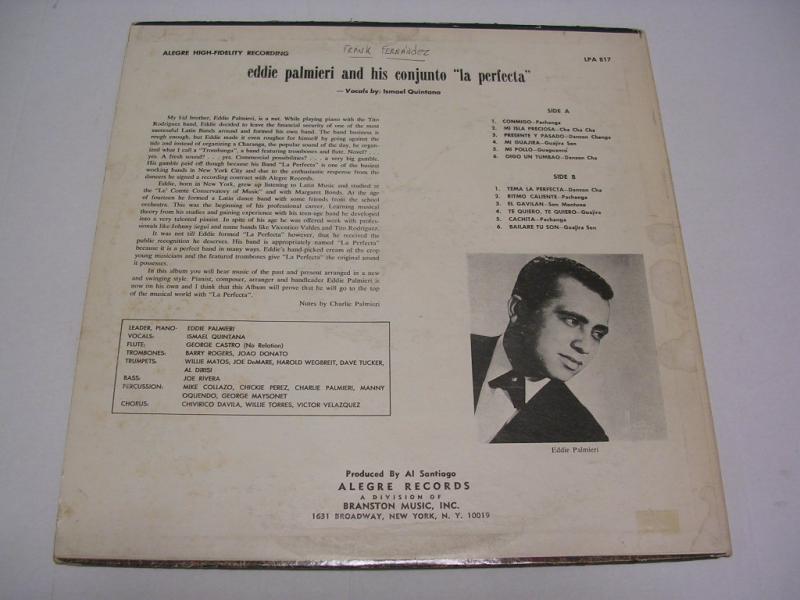 FRANK FERNANDEZ
ALEGRE HIGH-FIDELITY RECORDING
LPA 817
eddie palmieri and his conjunto "la perfecta"
— Vocals by: Ismael Quintana
My kid brother, Eddie Palmieri, is a nut. While playing piano with the Tito
Rodriguez band, Eddie decided to leave the financial security of one of the most
successful Latin Bands around and formed his own band. The band business is
rough enough, but Eddie made it even rougher for himself by going against the
tide and instead of organizing a Charanga, the popular sound of the day, he organ-
ized what I call a "Trombanga", a band featuring trombones and flute. Novel? . . .
yes. A fresh sound? . . . yes. Commercial possibilities? . . . a very big gamble.
His gamble paid off though because his Band "La Perfecta" is one of the busiest
working bands in New York City and due to the enthusiastic response from the
dancers he signed a recording contract with Alegre Records.
Eddie, born in New York, grew up listening to Latin Music and studied at
the "La' Conte Conservatory of Music" and with Margaret Bonds. At the age
of fourteen he formed a Latin dance band with some friends from the school
orchestra. This was the beginning of his professional career. Learning musical
theory from his studies and gaining experience with his teen-age band he developed
into a very talented pianist. In spite of his age he was offered work with profes-
sionals like Johnny Segui and name bands like Vicentico Valdes and Tito Rodriguez.
It was not till Eddie formed "La Perfecta" however, that he received the
public recognition he deserves. His band is appropriately named "La Perfecta"
because it is a perfect band in many ways. Eddie's hand-picked cream of the crop
young musicians and the featured trombones give "La Perfecta" the original sound
it possesses.
In this album you will hear music of the past and present arranged in a new
and swinging style. Pianist, composer, arranger and bandleader Eddie Palmieri is
now on his own and I think that this Album will prove that he will go to the top
of the musical world with "La Perfecta".
Notes by Charlie Palmieri
SIDE A
1. CONMIGO–Pachanga
2. MI ISLA PRECIOSA–Cha Cha Cha
3. PRESENTE Y PASADO–Danzon Changa
4. MI GUAJIRA–Guajira Son
5. MI POLLO–Guaguanco
6. OIGO UN TUMBAO–Danzon Cha
SIDE B
1. TEMA LA PERFECTA–Danzon Cha
2. RITMO CALIENTE–Pachanga
3. EL GAVILAN–Son Montuno
4. TE QUIERO, TE QUIERO–Guajira
5. CACHITA–Pachanga
6. BAILARE TU SON–Guajira Son
LEADER, PIANO- EDDIE PALMIERI
VOCALS: ISMAEL QUINTANA
FLUTE: GEORGE CASTRO (No Relation)
TROMBONES: BARRY ROGERS, JOAO DONATO
TRUMPETS: WILLIE MATOS, JOE DeMARE, HAROLD WEGBREIT, DAVE TUCKER,
AL DIRISI
BASS: JOE RIVERA
PERCUSSION: MIKE COLLAZO, CHICKIE PEREZ, CHARLIE PALMIERI, MANNY
OQUENDO, GEORGE MAYSONET
CHORUS: CHIVIRICO DAVILA, WILLIE TORRES, VICTOR VELAZQUEZ
Eddie Palmieri
Produced By Al Santiago
ALEGRE RECORDS
A DIVISION OF
BRANSTON MUSIC, INC.
1631 BROADWAY, NEW YORK, N. Y. 10019